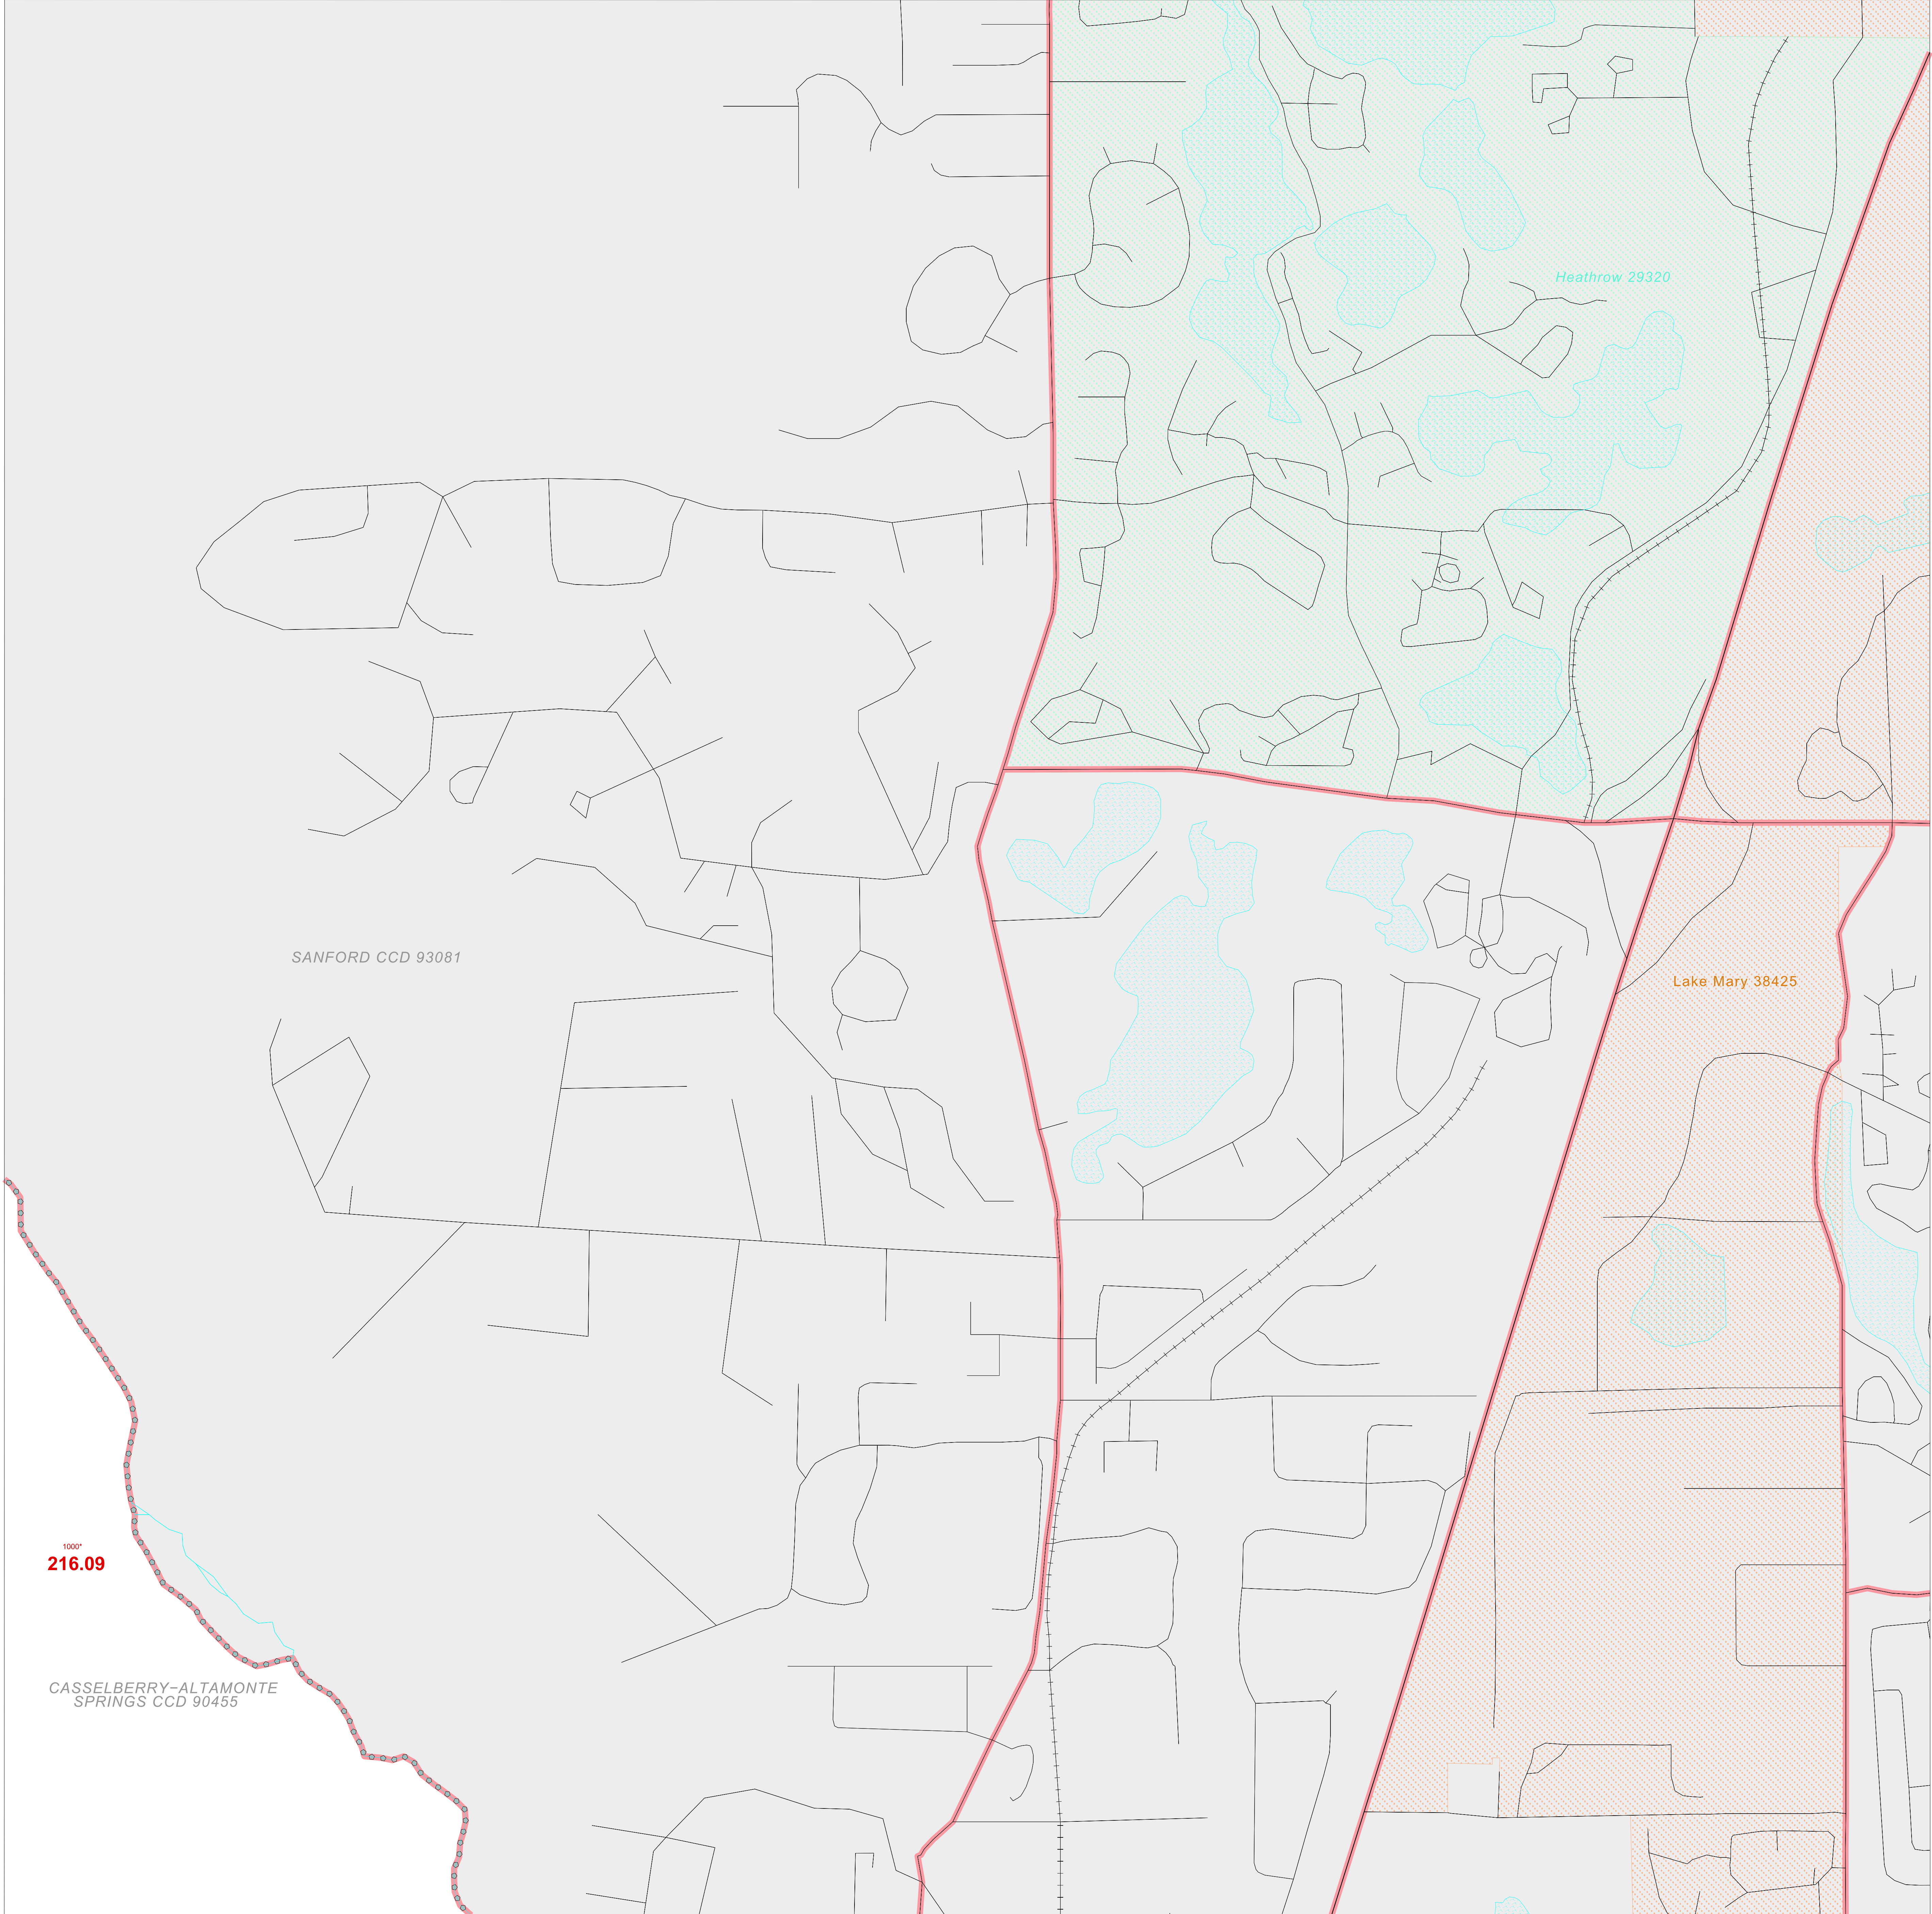 Heathrow 29320
SANFORD CCD 93081
Lake Mary 38425
1000*
216.09
CASSELBERRY–ALTAMONTE
SPRINGS CCD 90455